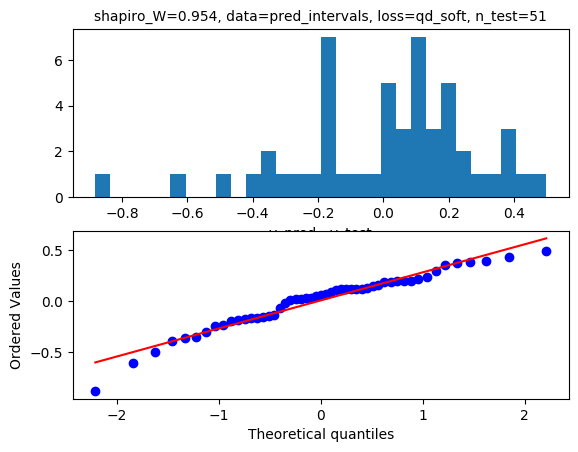 shapiro_W=0.954, data=pred_intervals, loss=qd_soft, n_test=51
6
4
2
0
−0.8 −0.6 −0.4 −0.2 0.0 0.2 0.4
0.5
0.0
−0.5
Ordered Values
−2 −1 0 1 2
Theoretical quantiles